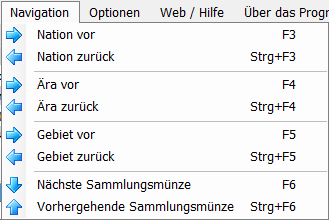 Navigation Optionen Web / Hilfe Über das Progr
Nation vor F3
Nation zurück Strg+F3
Ära vor F4
Ära zurück Strg+F4
Gebiet vor F5
Gebiet zurück Strg+F5
Nächste Sammlungsmünze F6
Vorhergehende Sammlungsmünze Strg+F6